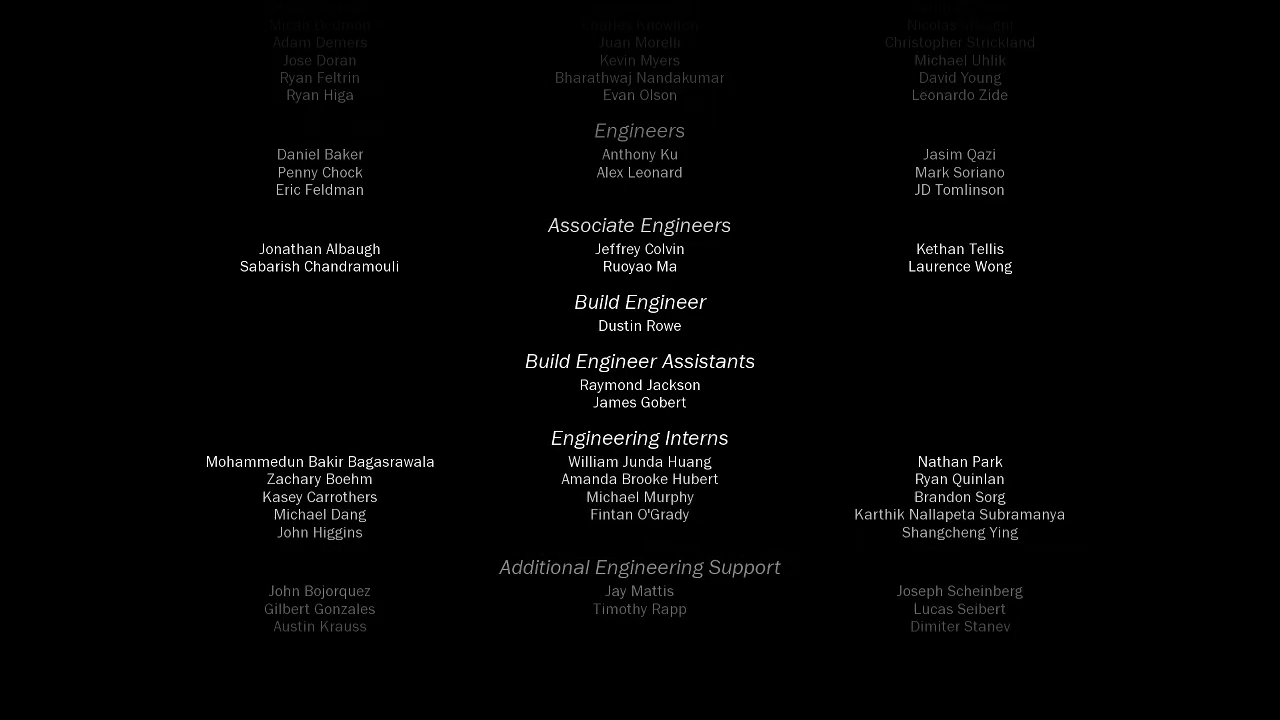 Adam Demers Juan Morelli Christopher Strickland
Jose Doran Kevin Myers Michael Uhlik
Ryan Feltrin Bharathwaj Nandakumar David Young
Ryan Higa Evan Olson Leonardo Zide
Engineers
Daniel Baker Anthony Ku Jasim Qazi
Penny Chock Alex Leonard Mark Soriano
Eric Feldman JD Tomlinson
Associate Engineers
Jonathan Albaugh Jeffrey Colvin Kethan Tellis
Sabarish Chandramouli Ruoyao Ma Laurence Wong
Build Engineer
Dustin Rowe
Build Engineer Assistants
Raymond Jackson
James Gobert
Engineering Interns
Mohammedun Bakir Bagasrawala William Junda Huang Nathan Park
Zachary Boehm Amanda Brooke Hubert Ryan Quinlan
Kasey Carrothers Michael Murphy Brandon Sorg
Michael Dang Fintan O'Grady Karthik Nallapeta Subramanya
John Higgins Shangcheng Ying
Additional Engineering Support
John Bojorquez Jay Mattis Joseph Scheinberg
Gilbert Gonzales Timothy Rapp Lucas Seibert
Austin Krauss Dimiter Stanev